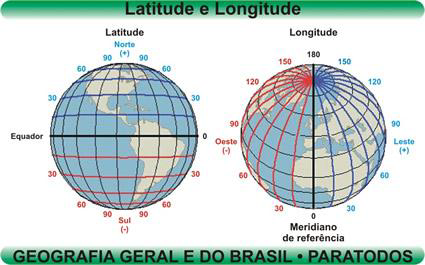 Latitude e Longitude
Latitude
Norte
(+)
90 90
60 60
30 30
Equador 0
30 30
60 60
90 90
Sul
(-)
Longitude
180
150 150
120 120
90 90
Oeste
(-)
Leste
(+)
60 60
30 30
0
Meridiano
de referência
GEOGRAFIA GERAL E DO BRASIL • PARATODOS